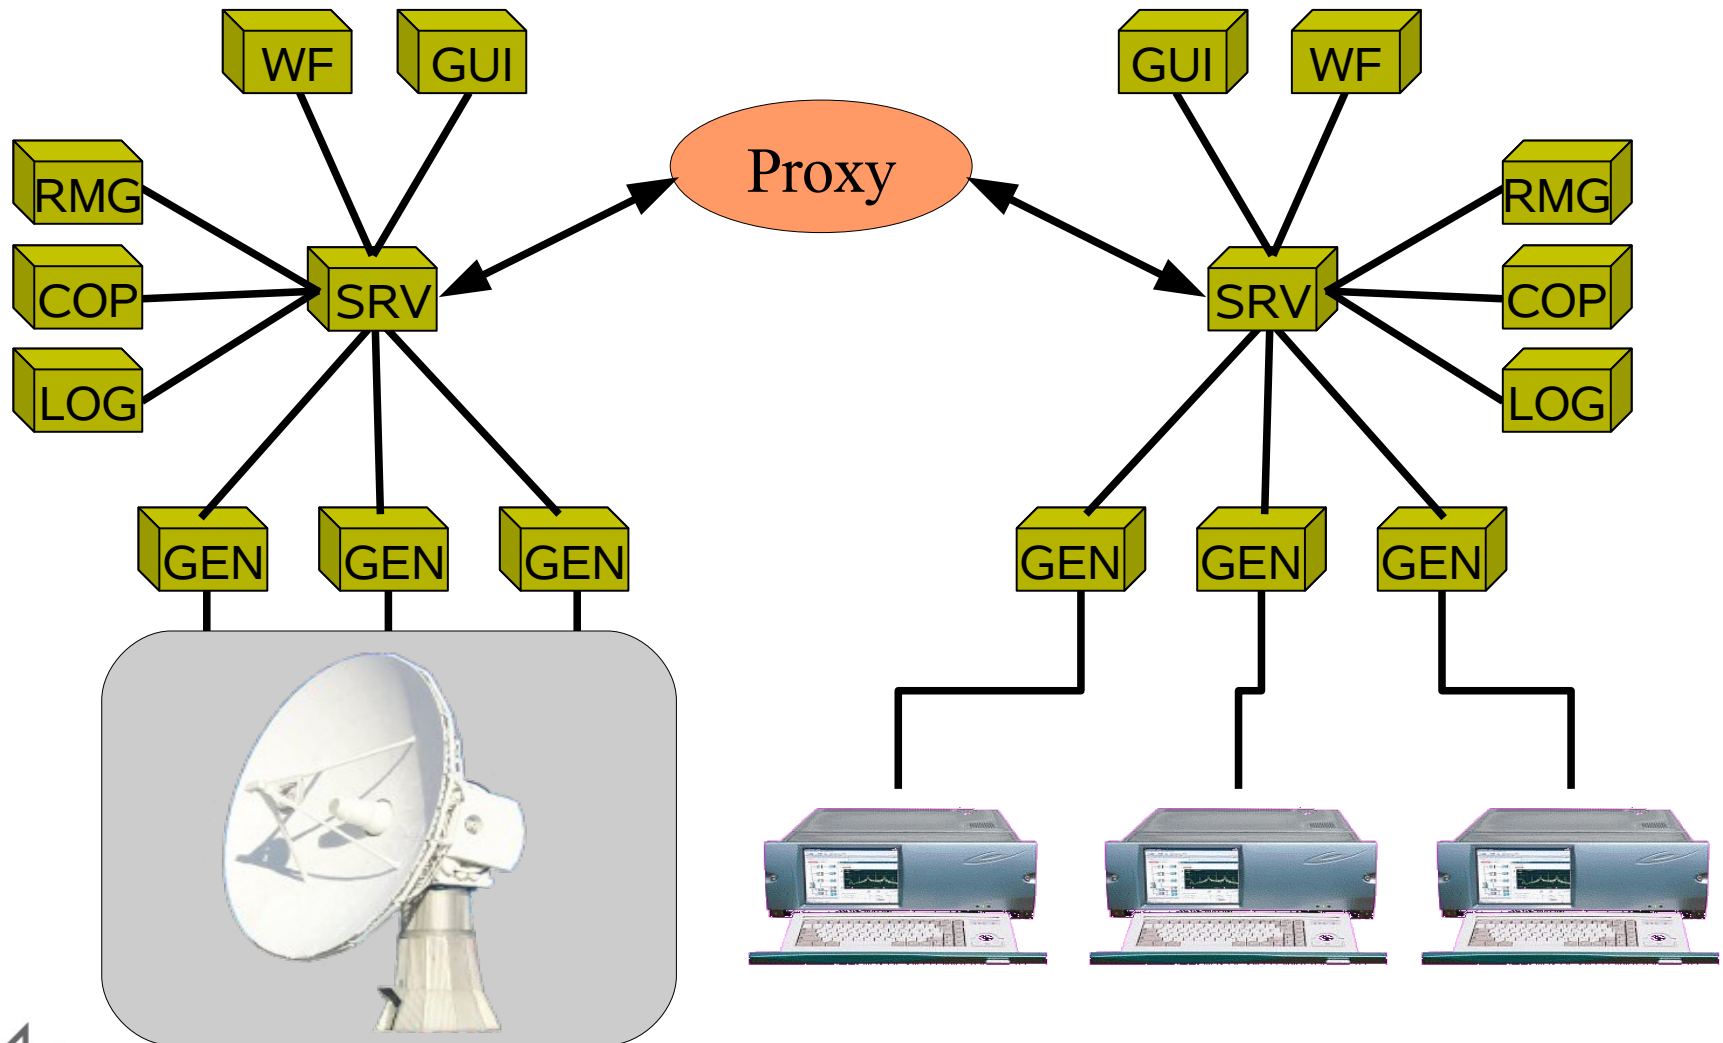 WF
GUI
GUI
WF
Proxy
RMG
RMG
COP
SRV
SRV
COP
LOG
LOG
GEN
GEN
GEN
GEN
GEN
GEN